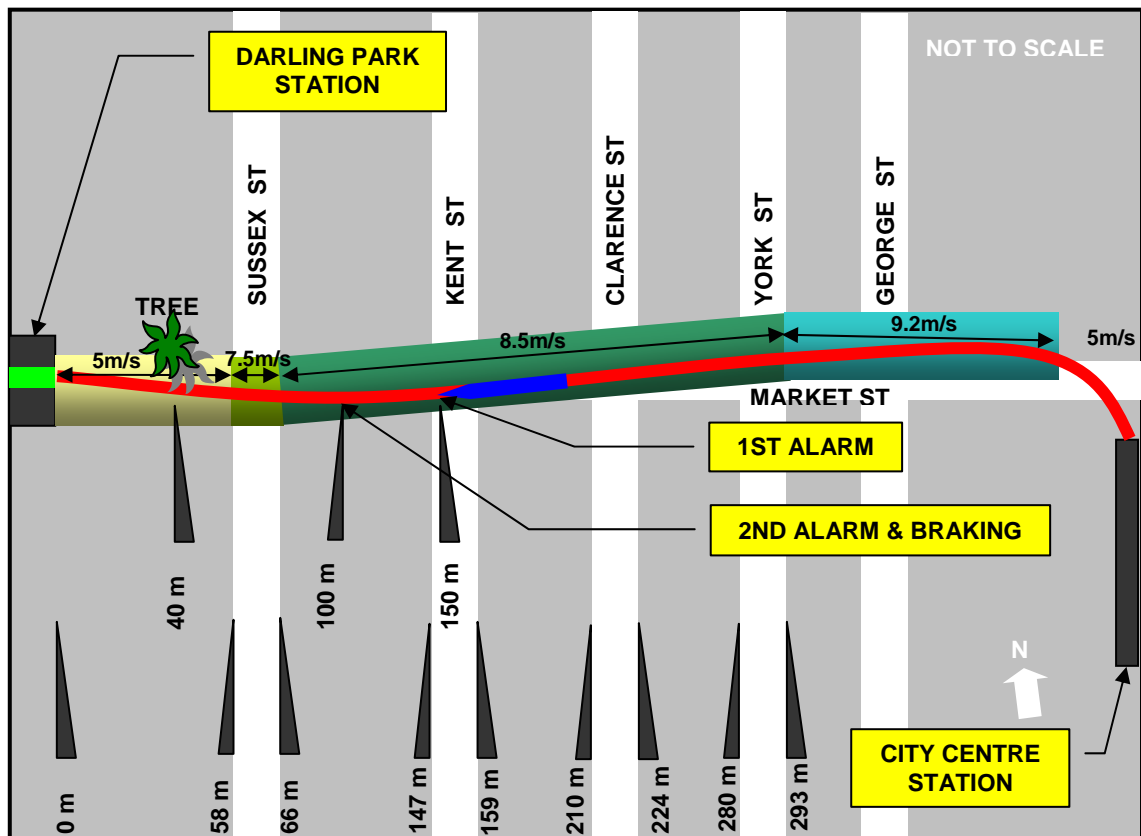 DARLING PARK
STATION
NOT TO SCALE
SUSSEX ST
KENT ST
CLARENCE ST
YORK ST
GEORGE ST
TREE
5m/s
7.5m/s
8.5m/s
9.2m/s
5m/s
MARKET ST
1ST ALARM
2ND ALARM & BRAKING
40 m
100 m
150 m
N
CITY CENTRE
STATION
0 m
58 m
66 m
147 m
159 m
210 m
224 m
280 m
293 m